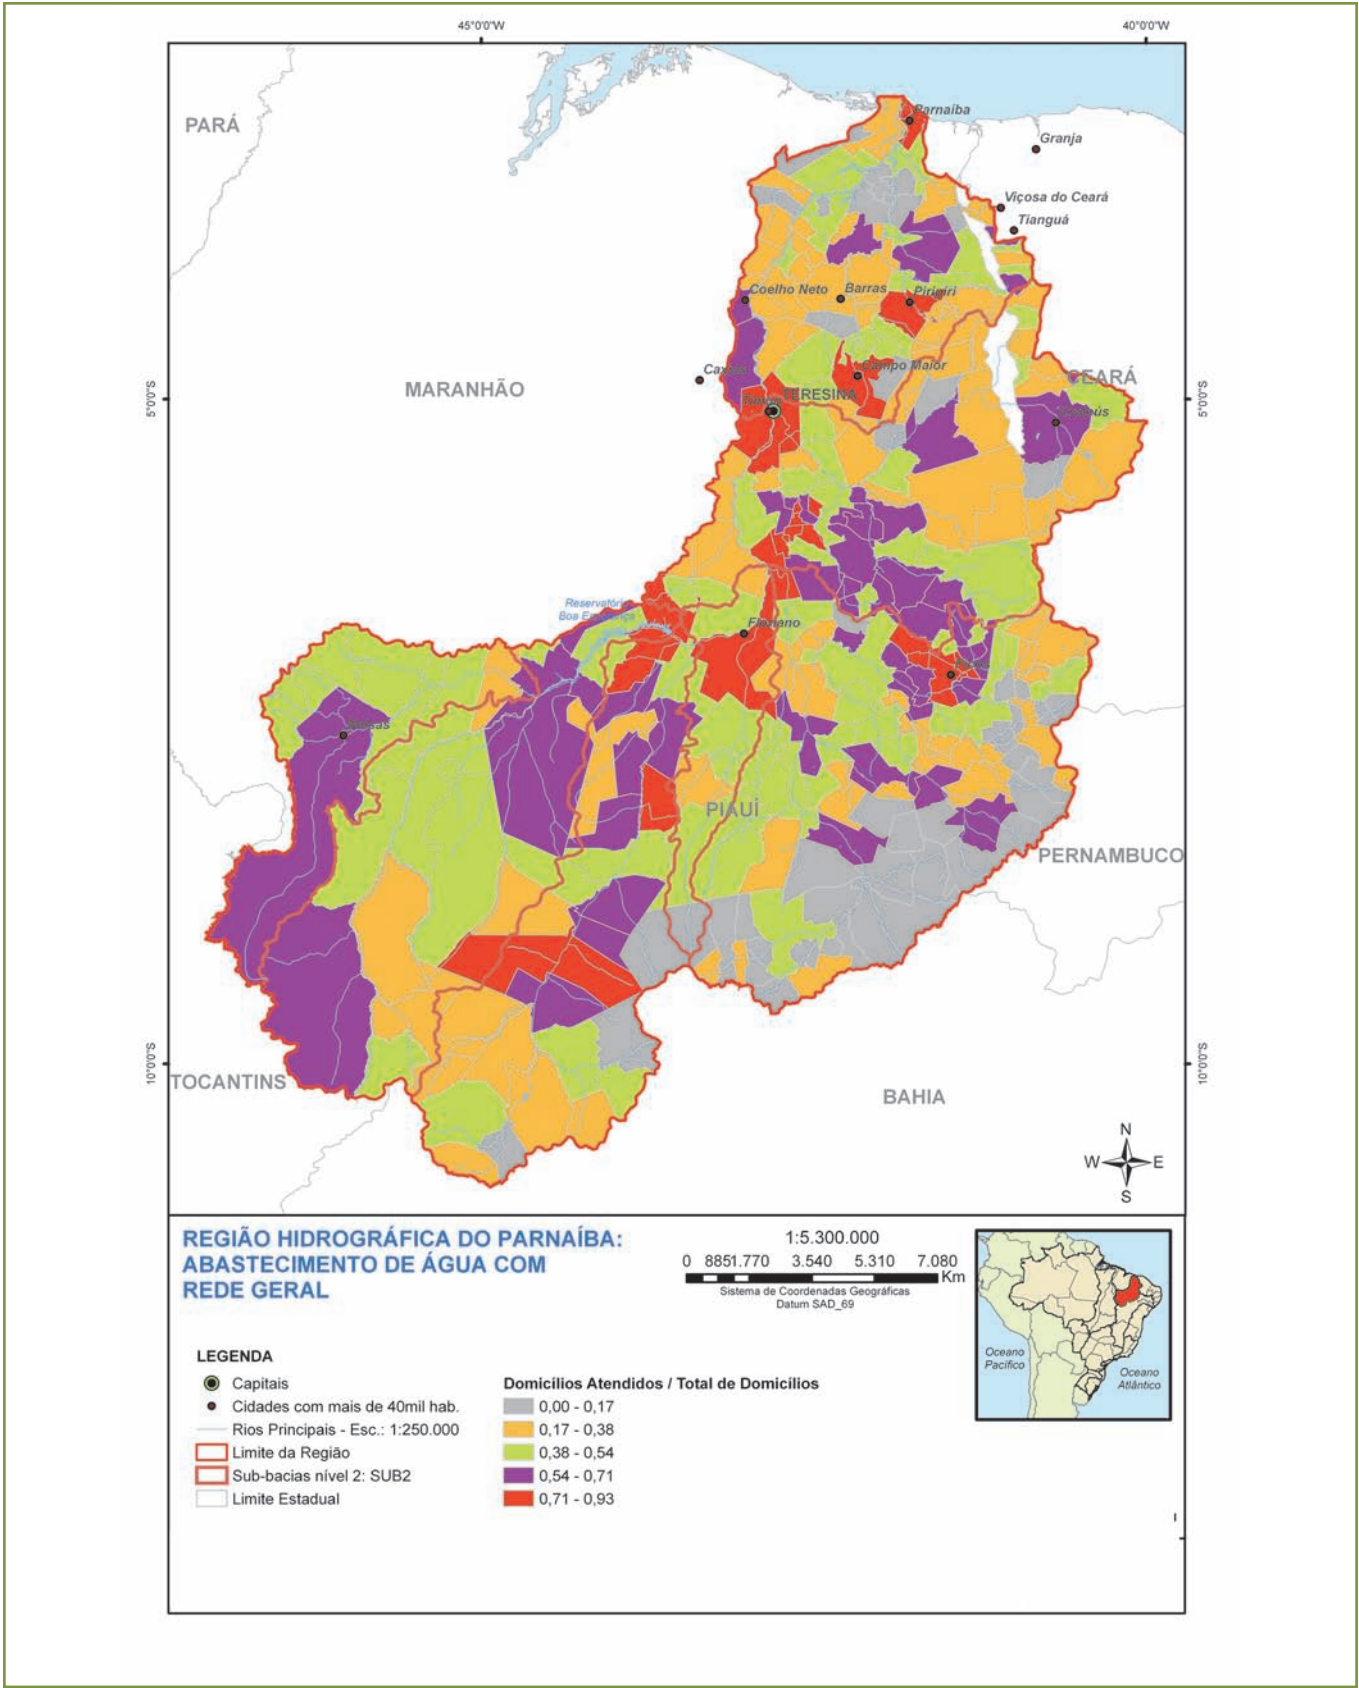 45°0'0"W
40°0'0"W
PARÁ
Parnaíba
Granja
Viçosa do Ceará
Tianguá
Coelho Neto
Barras
Piripiri
MARANHÃO
Campo Maior
CEARÁ
TERESINA
5°0'0"S
5°0'0"S
Reservatório
Boa Esperança
Floriano
PIAUÍ
PERNAMBUCO
10°0'0"S
10°0'0"S
TOCANTINS
BAHIA
N
W E
S
REGIÃO HIDROGRÁFICA DO PARNAÍBA:
ABASTECIMENTO DE ÁGUA COM
REDE GERAL
1:5.300.000
0 8851.770 3.540 5.310 7.080
Km
Sistema de Coordenadas Geográficas
Datum SAD_69
Oceano
Pacífico
Oceano
Atlântico
LEGENDA
Capitais
Cidades com mais de 40mil hab.
Rios Principais - Esc.: 1:250.000
Limite da Região
Sub-bacias nível 2: SUB2
Limite Estadual
Domicílios Atendidos / Total de Domicílios
0,00 - 0,17
0,17 - 0,38
0,38 - 0,54
0,54 - 0,71
0,71 - 0,93